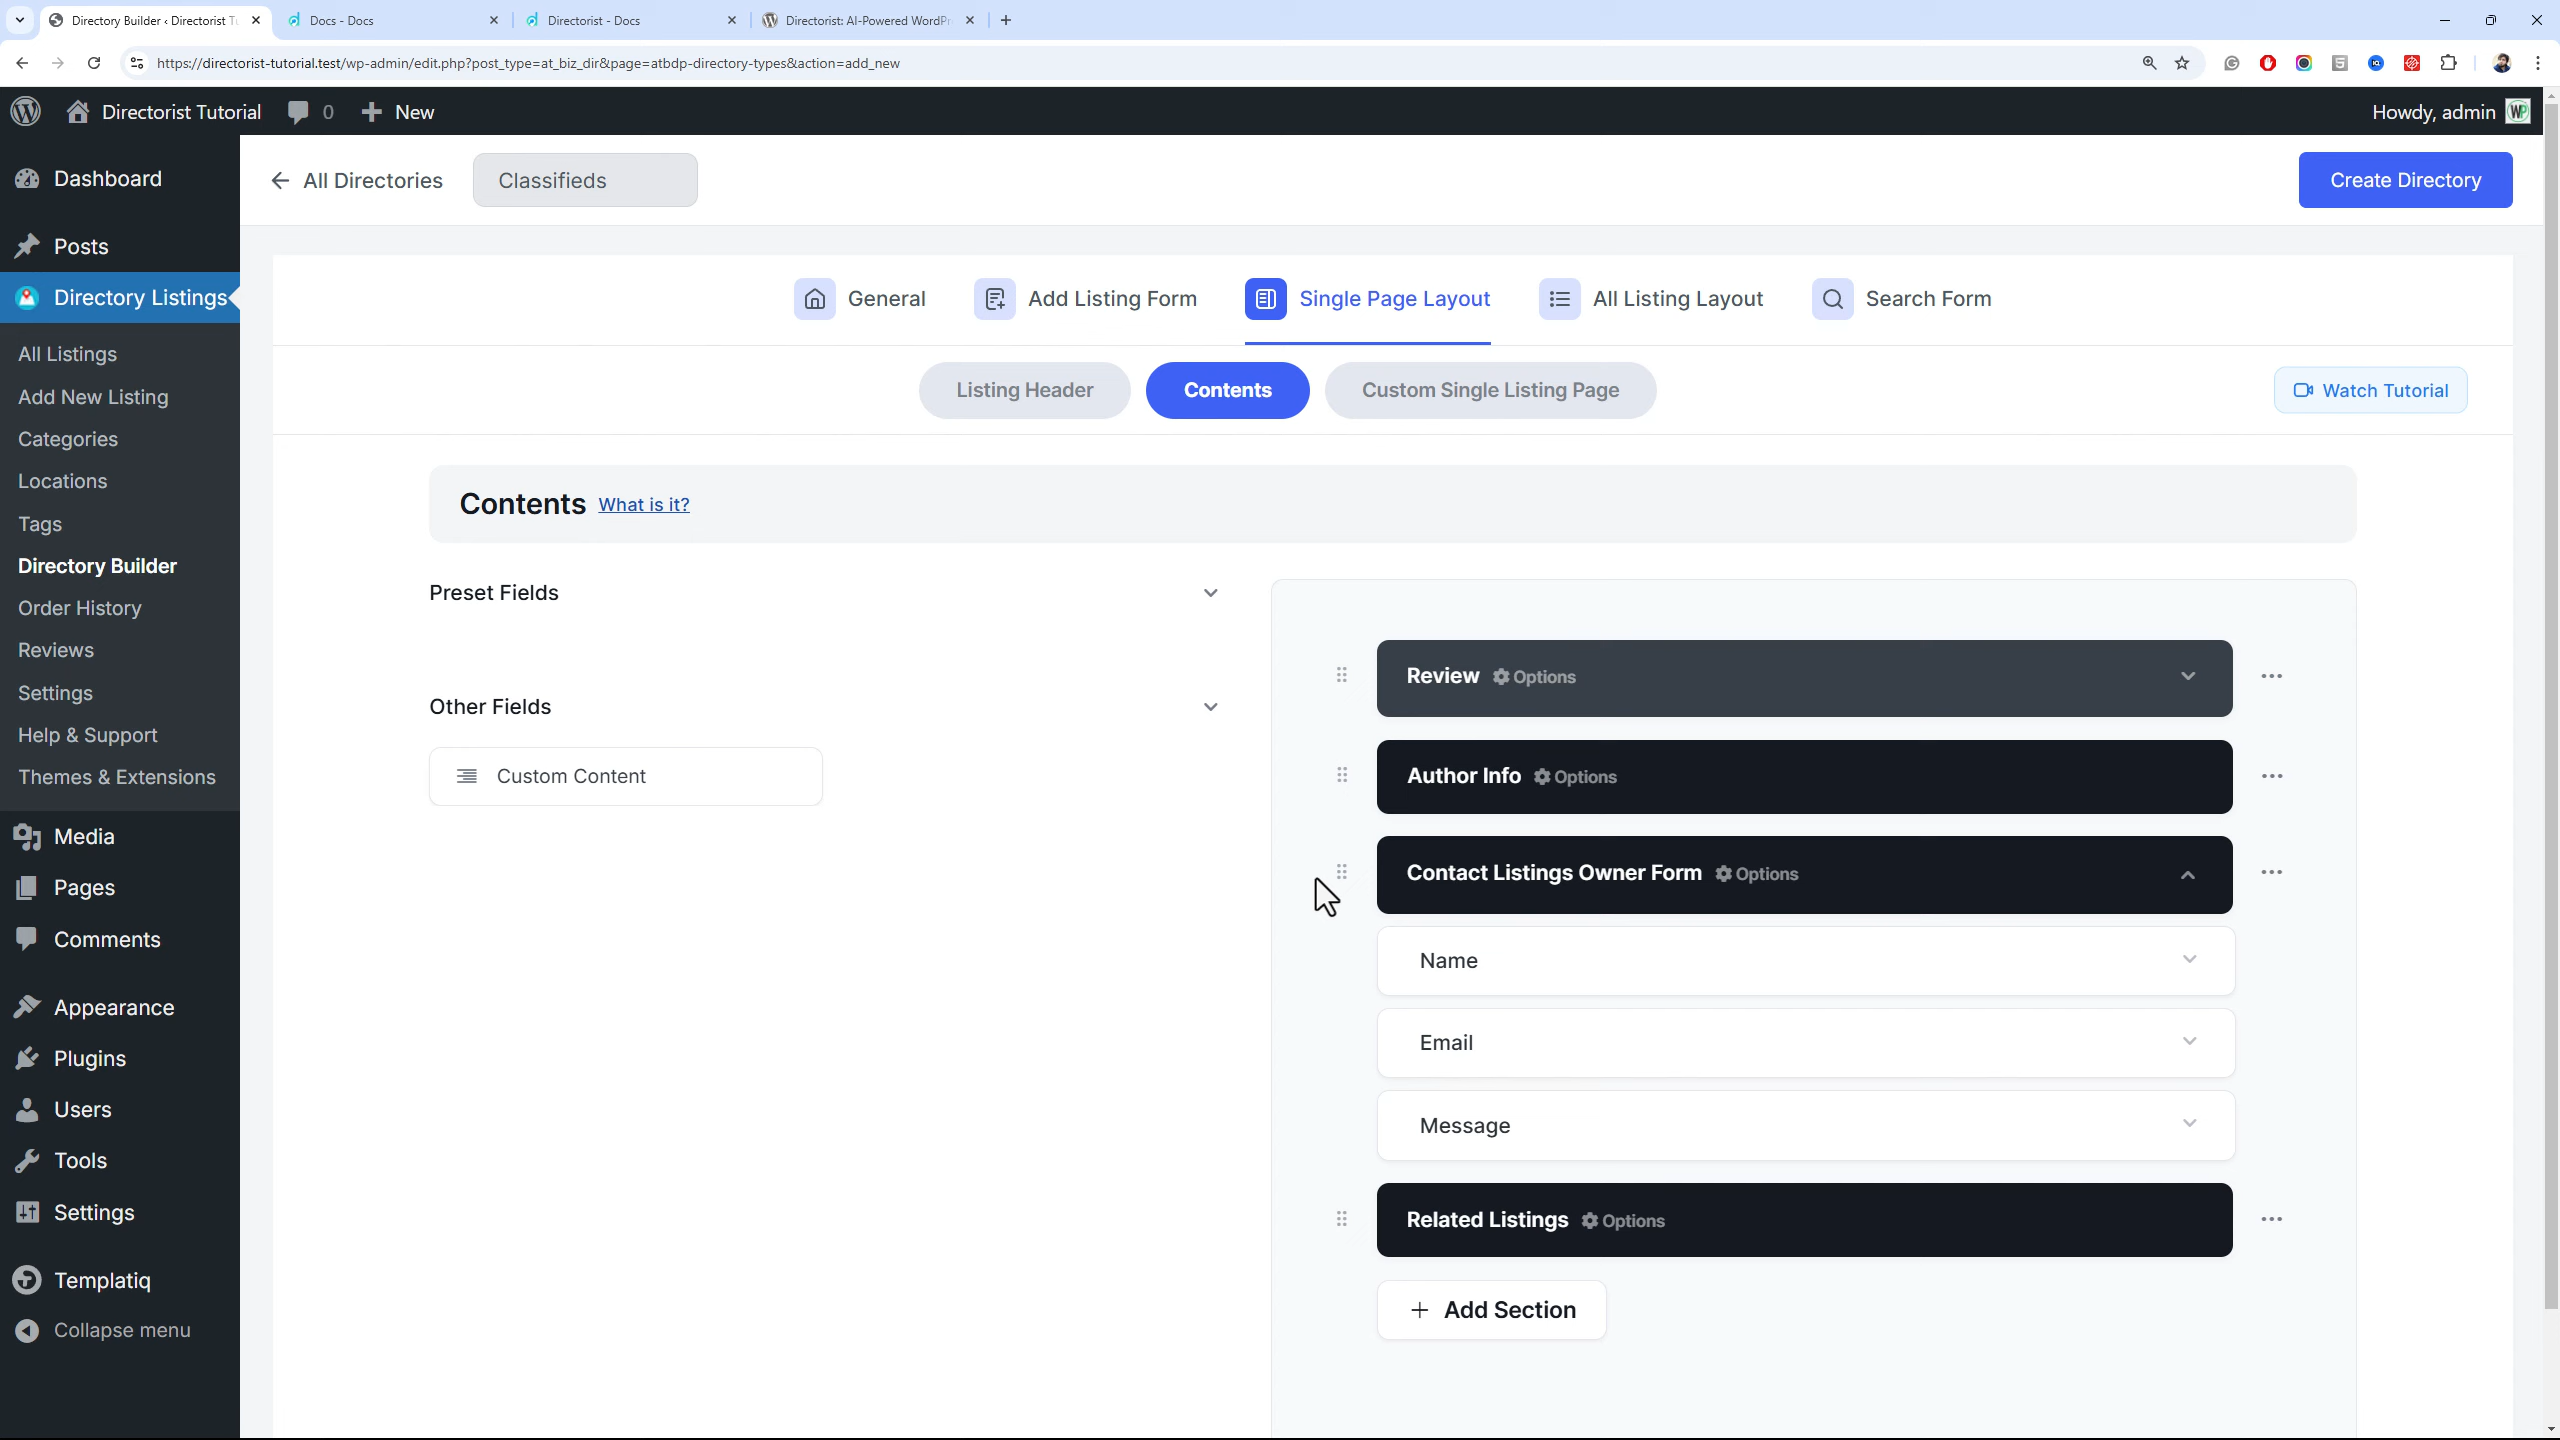 Directory Builder ‹ Directorist
Docs - Docs
Directorist - Docs
Directorist: AI-Powered
https://directorist-tutorial.test/wp-admin/edit.php?post_type=at_biz_dir&page=atbdp-directory-types&action=add_new
Directorist Tutorial
0
New
Howdy, admin
Dashboard
Posts
Directory Listings
All Listings
Add New Listing
Categories
Locations
Tags
Directory Builder
Order History
Reviews
Settings
Help & Support
Themes & Extensions
Media
Pages
Comments
Appearance
Plugins
Users
Tools
Settings
Templatiq
Collapse menu
All Directories
Classifieds
Create Directory
General
Add Listing Form
Single Page Layout
All Listing Layout
Search Form
Listing Header
Contents
Custom Single Listing Page
Watch Tutorial
Contents What is it?
Preset Fields
Other Fields
Custom Content
Review Options
Author Info Options
Contact Listings Owner Form Options
Name
Email
Message
Related Listings Options
+ Add Section